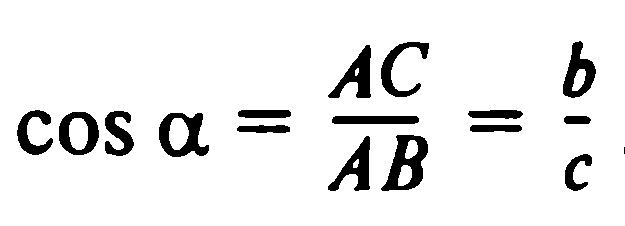 cos α = AC/AB = b/c.